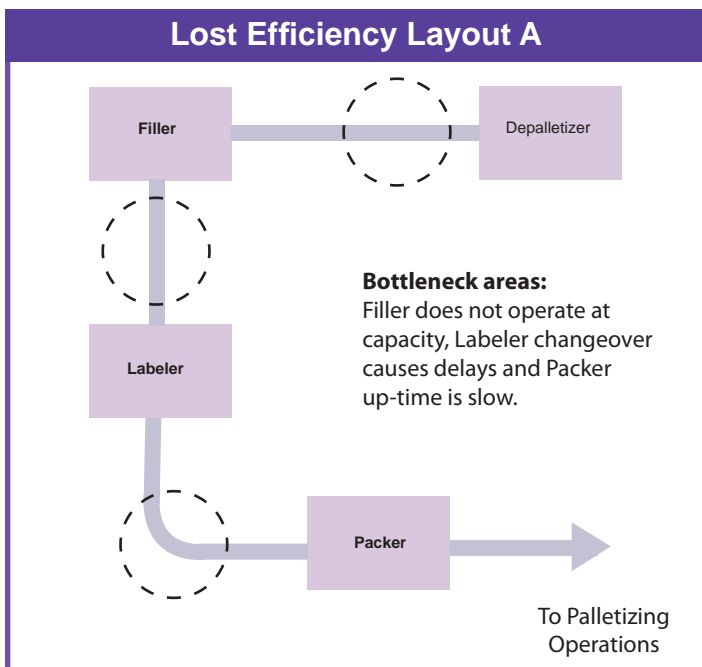 Lost Efficiency Layout A
Filler
Depalletizer
Bottleneck areas:
Filler does not operate at
capacity, Labeler changeover
causes delays and Packer
up-time is slow.
Labeler
Packer
To Palletizing
Operations